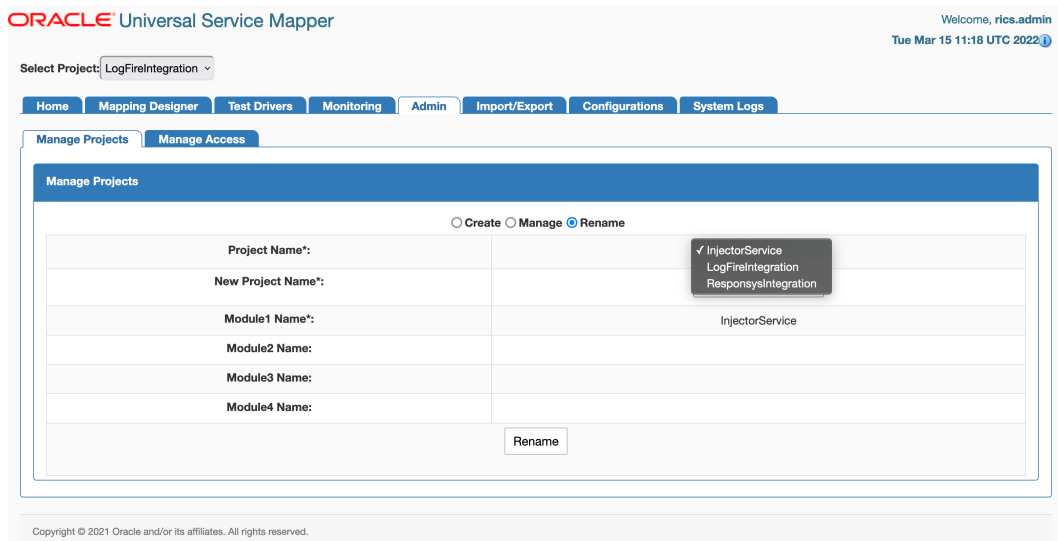 ORACLE Universal Service Mapper
Welcome, rics.admin
Tue Mar 15 11:18 UTC 2022
Select Project: LogFireIntegration
Home Mapping Designer Test Drivers Monitoring Admin Import/Export Configurations System Logs
Manage Projects Manage Access
Manage Projects
Create Manage Rename
Project Name*:
✓ InjectorService
LogFireIntegration
ResponsysIntegration
New Project Name*:
Module1 Name*: InjectorService
Module2 Name:
Module3 Name:
Module4 Name:
Rename
Copyright © 2021 Oracle and/or its affiliates. All rights reserved.